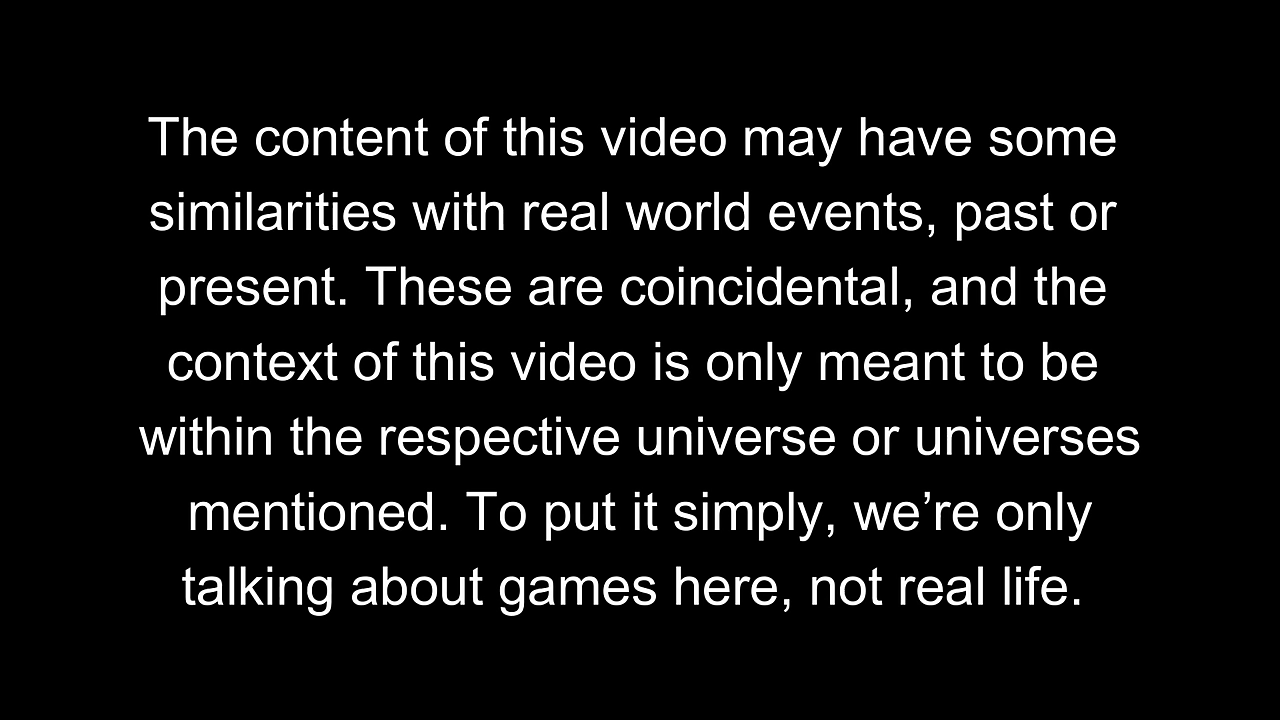 The content of this video may have some
similarities with real world events, past or
present. These are coincidental, and the
context of this video is only meant to be
within the respective universe or universes
mentioned. To put it simply, we’re only
talking about games here, not real life.